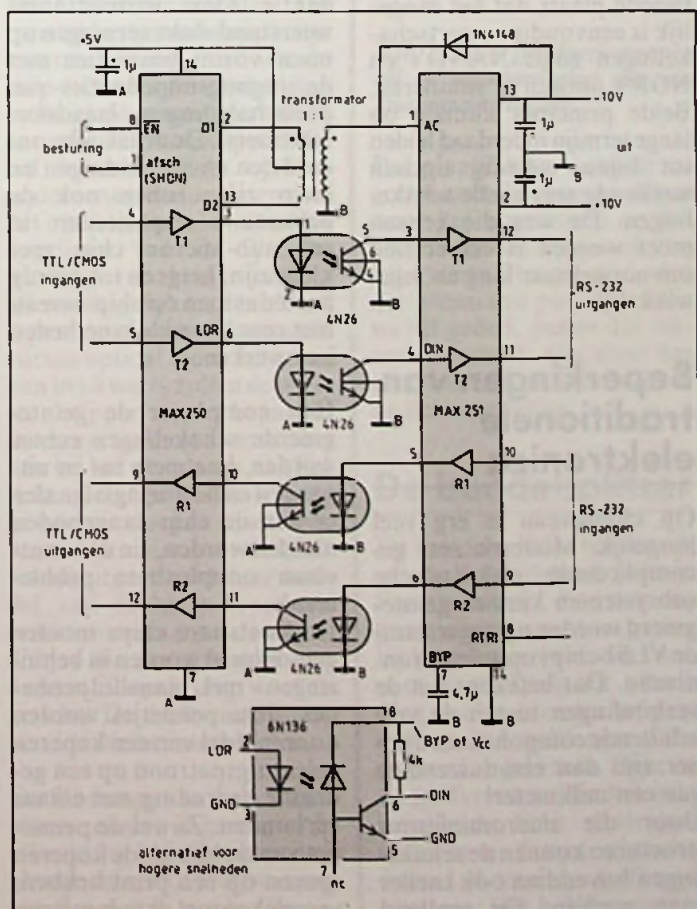 +5V
1μ
A
14
8
EN
D1
2
besturing
1
afsch
(SHDN)
D2
13
3
transformator
1:1
B
1N4148
1
AC
13
-10V
1μ
B
uit
1μ
2
+10V
4
T1
1
5
6
4
2
A
4N26
B
3
T1
12
TTL/CMOS
ingangen
RS-232
uitgangen
5
LDR
6
T2
A
4N26
B
4
DIN
T2
11
MAX250
MAX251
9
R1
10
A
4N26
B
5
R1
10
TTL/CMOS
uitgangen
RS-232
ingangen
12
R2
11
A
4N26
B
6
R2
9
RTRI
8
7
A
BYP
7
14
4,7μ
B
B
6N136
LDR
2
GND
3
8
BYP of Vcc
4k
6
DIN
GND
5
7
nc
alternatief voor
hogere snelheden